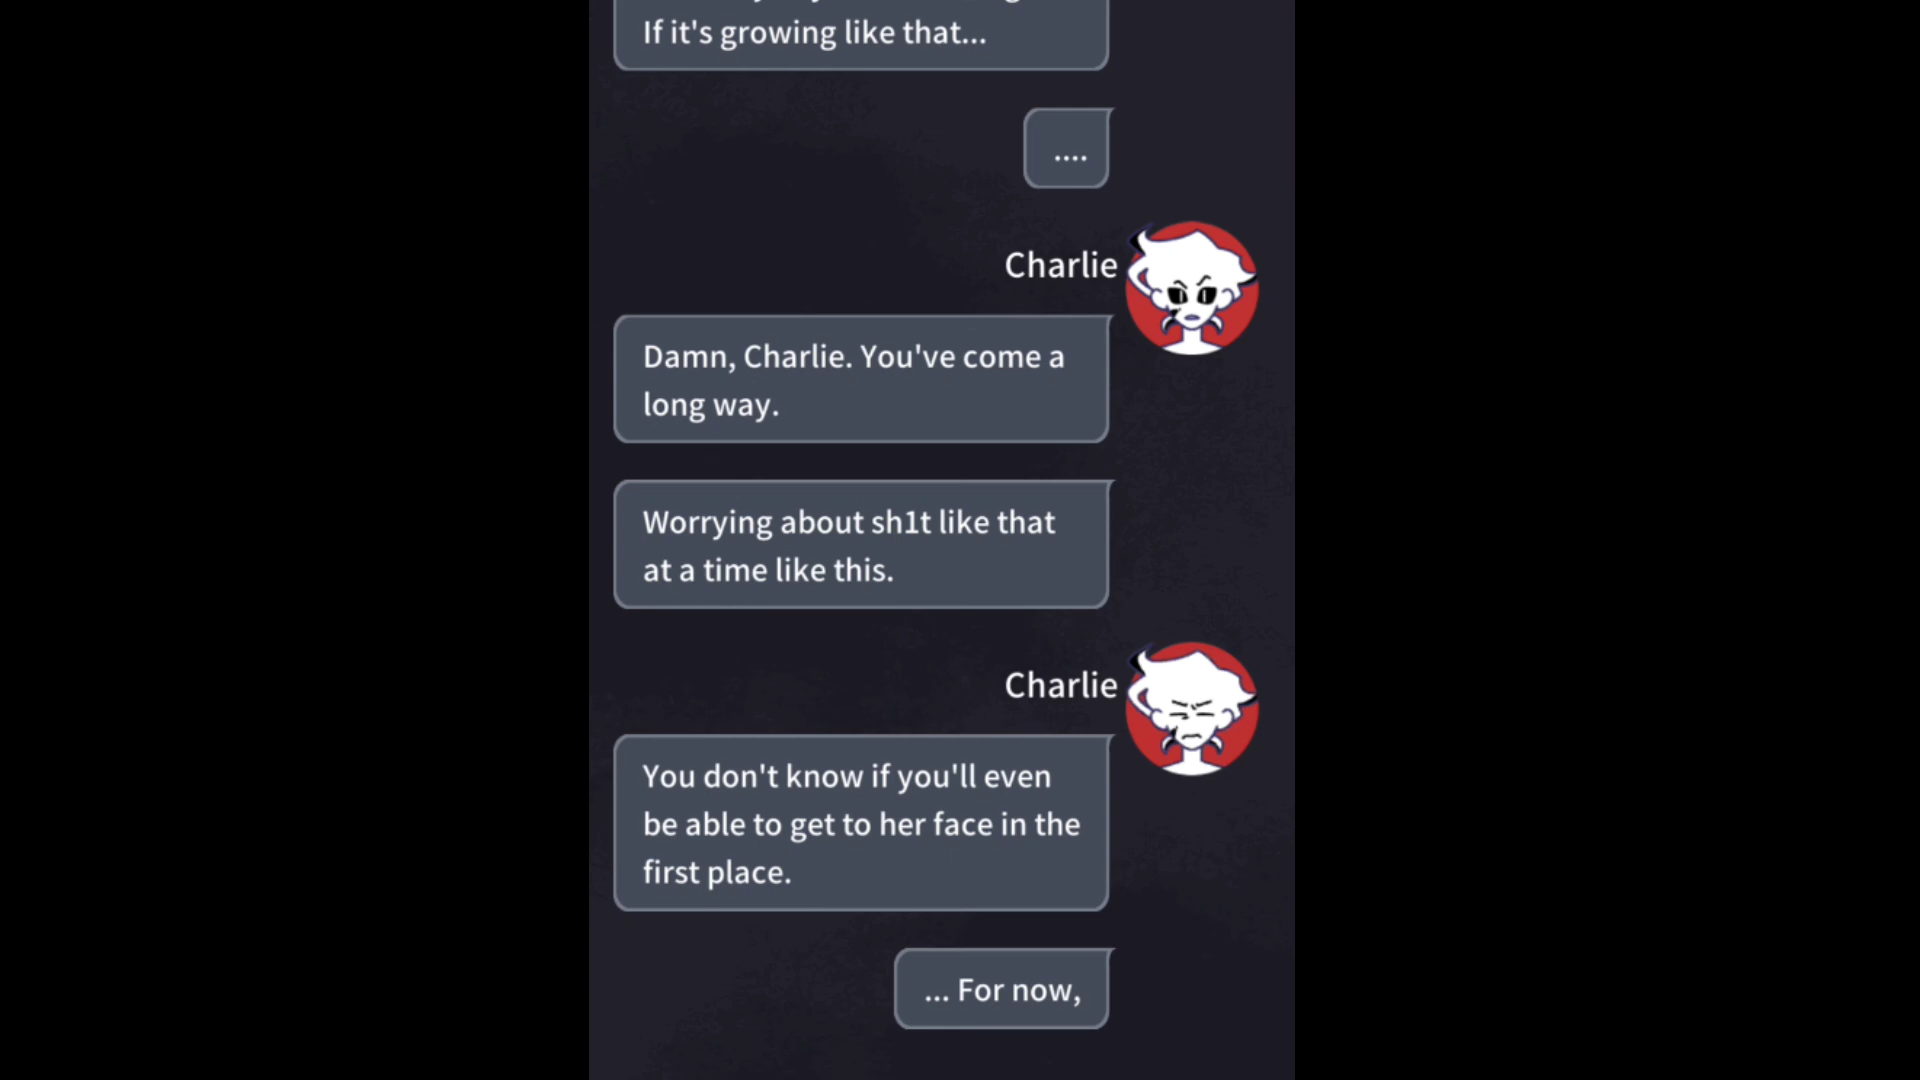 If it's growing like that...
....
Charlie
Damn, Charlie. You've come a
long way.
Worrying about sh1t like that
at a time like this.
Charlie
You don't know if you'll even
be able to get to her face in the
first place.
... For now,